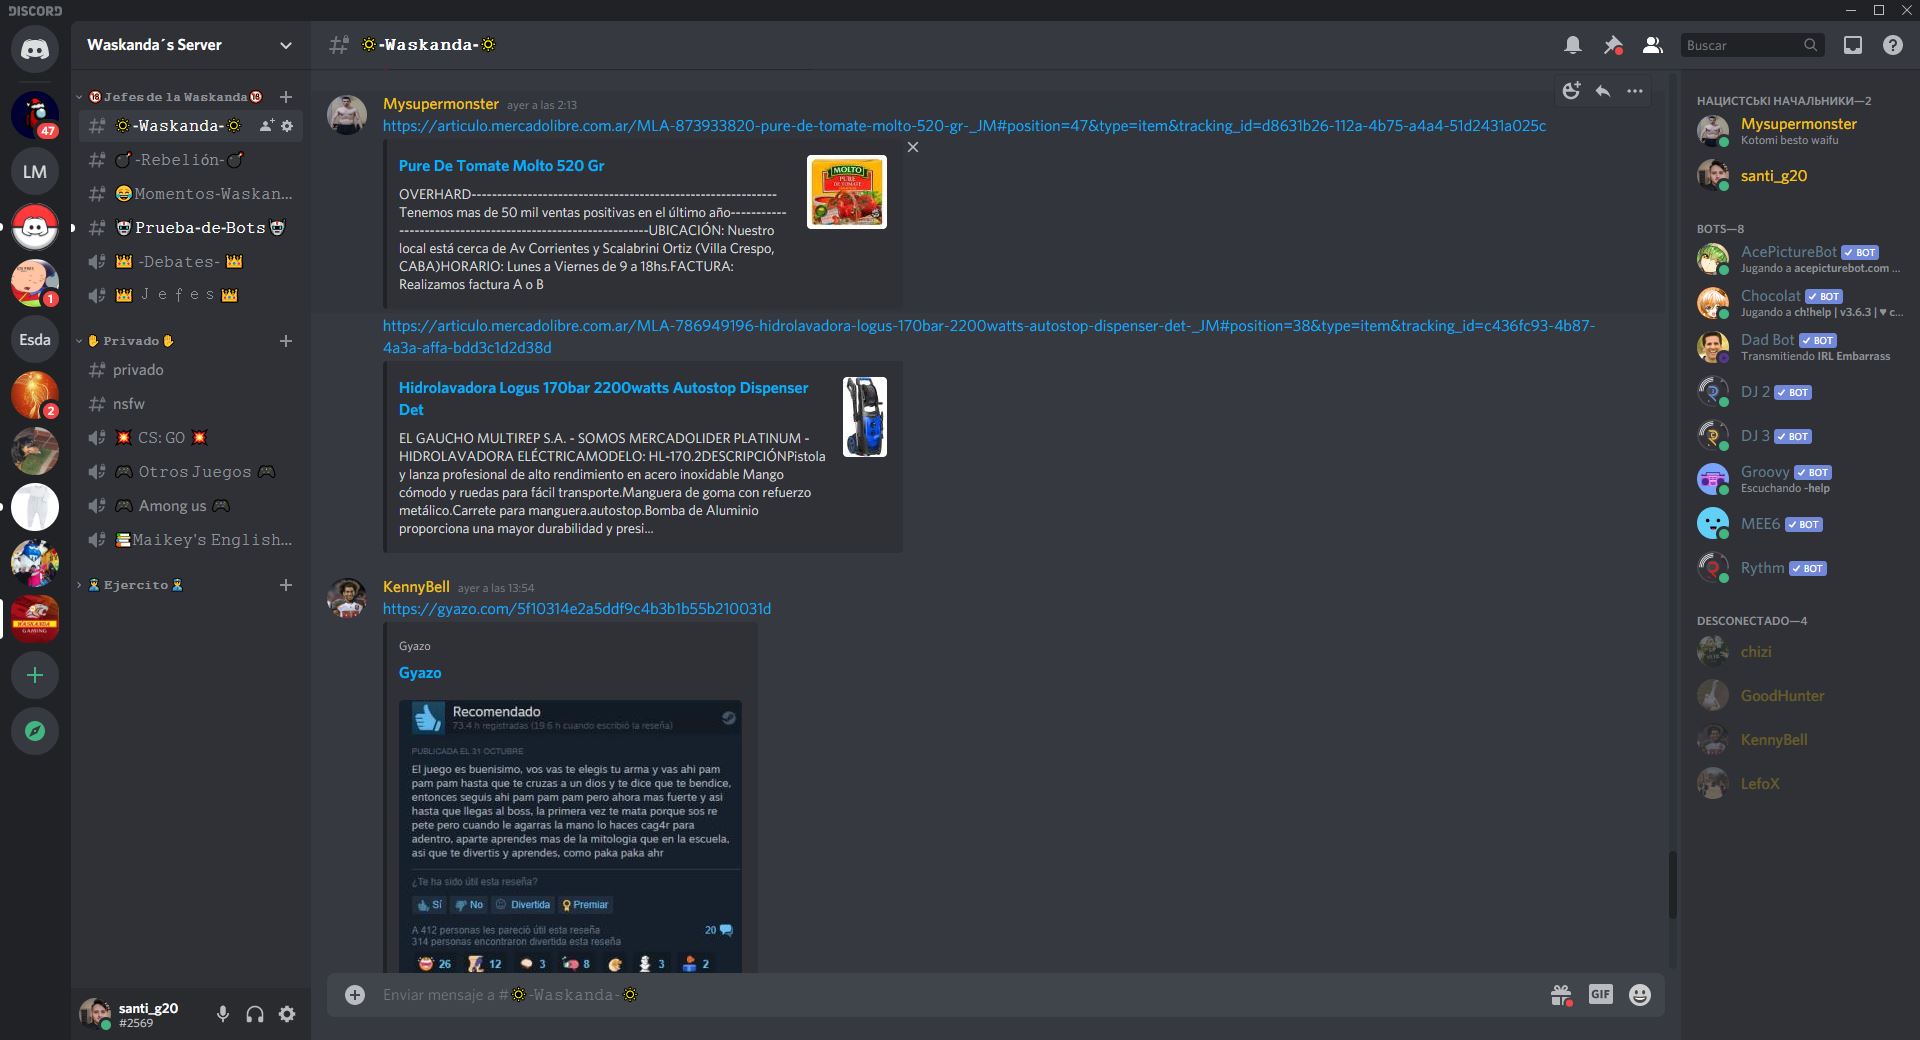 DISCORD
Waskanda´s Server
🔞Jefes de la Waskanda🔞
🔅-Waskanda-🔅
💣-Rebelión-💣
😂Momentos-Waskan...
🤡Prueba-de-Bots🤡
👑 -Debates- 👑
👑 J e f e s 👑
✋Privado✋
privado
nsfw
💥 CS: GO 💥
🎮 Otros Juegos 🎮
🎮 Among us 🎮
📚Maikey's English...
Ejercito
47
LM
1
Esda
2
WASKANDA
GAMING
santi_g20
#2569
🔅-Waskanda-🔅
Buscar
Mysupermonster ayer a las 2:13
https://articulo.mercadolibre.com.ar/MLA-873933820-pure-de-tomate-molto-520-gr-_JM#position=47&type=item&tracking_id=d8631b26-112a-4b75-a4a4-51d2431a025c
Pure De Tomate Molto 520 Gr
OVERHARD------------------------------------------------------------
Tenemos mas de 50 mil ventas positivas en el último año-----------
-------------------------------------------------UBICACIÓN: Nuestro
local está cerca de Av Corrientes y Scalabrini Ortiz (Villa Crespo,
CABA)HORARIO: Lunes a Viernes de 9 a 18hs.FACTURA:
Realizamos factura A o B
MOLTO
PURE
DE TOMATE
https://articulo.mercadolibre.com.ar/MLA-786949196-hidrolavadora-logus-170bar-2200watts-autostop-dispenser-det-_JM#position=38&type=item&tracking_id=c436fc93-4b87-
4a3a-affa-bdd3c1d2d38d
Hidrolavadora Logus 170bar 2200watts Autostop Dispenser
Det
EL GAUCHO MULTIREP S.A. - SOMOS MERCADOLIDER PLATINUM -
HIDROLAVADORA ELÉCTRICAMODELO: HL-170.2DESCRIPCIÓNPistola
y lanza profesional de alto rendimiento en acero inoxidable Mango
cómodo y ruedas para fácil transporte.Manguera de goma con refuerzo
metálico.Carrete para manguera.autostop.Bomba de Aluminio
proporciona una mayor durabilidad y presi...
KennyBell ayer a las 13:54
https://gyazo.com/5f10314e2a5ddf9c4b3b1b55b210031d
Gyazo
Gyazo
Recomendado
73.4 h registradas (19.6 h cuando escribió la reseña)
PUBLICADA EL 31 OCTUBRE
El juego es buenisimo, vos vas te elegis tu arma y vas ahi pam
pam pam hasta que te cruzas a un dios y te dice que te bendice,
entonces seguis ahi pam pam pam pero ahora mas fuerte y asi
hasta que llegas al boss, la primera vez te mata porque sos re
pete pero cuando le agarras la mano lo haces cag4r para
adentro, aparte aprendes mas de la mitologia que en la escuela,
asi que te divertis y aprendes, como paka paka ahr
¿Te ha sido útil esta reseña?
Sí No Divertida Premiar
A 412 personas les pareció útil esta reseña
314 personas encontraron divertida esta reseña
20
26 12 3 8 3 2
Enviar mensaje a #🔅-Waskanda-🔅
GIF
НАЦИСТСЬКІ НАЧАЛЬНИКИ—2
Mysupermonster
Kotomi besto waifu
santi_g20
BOTS—8
AcePictureBot ✓ BOT
Jugando a acepicturebot.com ...
Chocolat ✓ BOT
Jugando a ch!help | v3.6.3 | ♥ c...
Dad Bot ✓ BOT
Transmitiendo IRL Embarrass
DJ 2 ✓ BOT
DJ 3 ✓ BOT
Groovy ✓ BOT
Escuchando -help
MEE6 ✓ BOT
Rythm ✓ BOT
DESCONECTADO—4
chizi
GoodHunter
KennyBell
LefoX